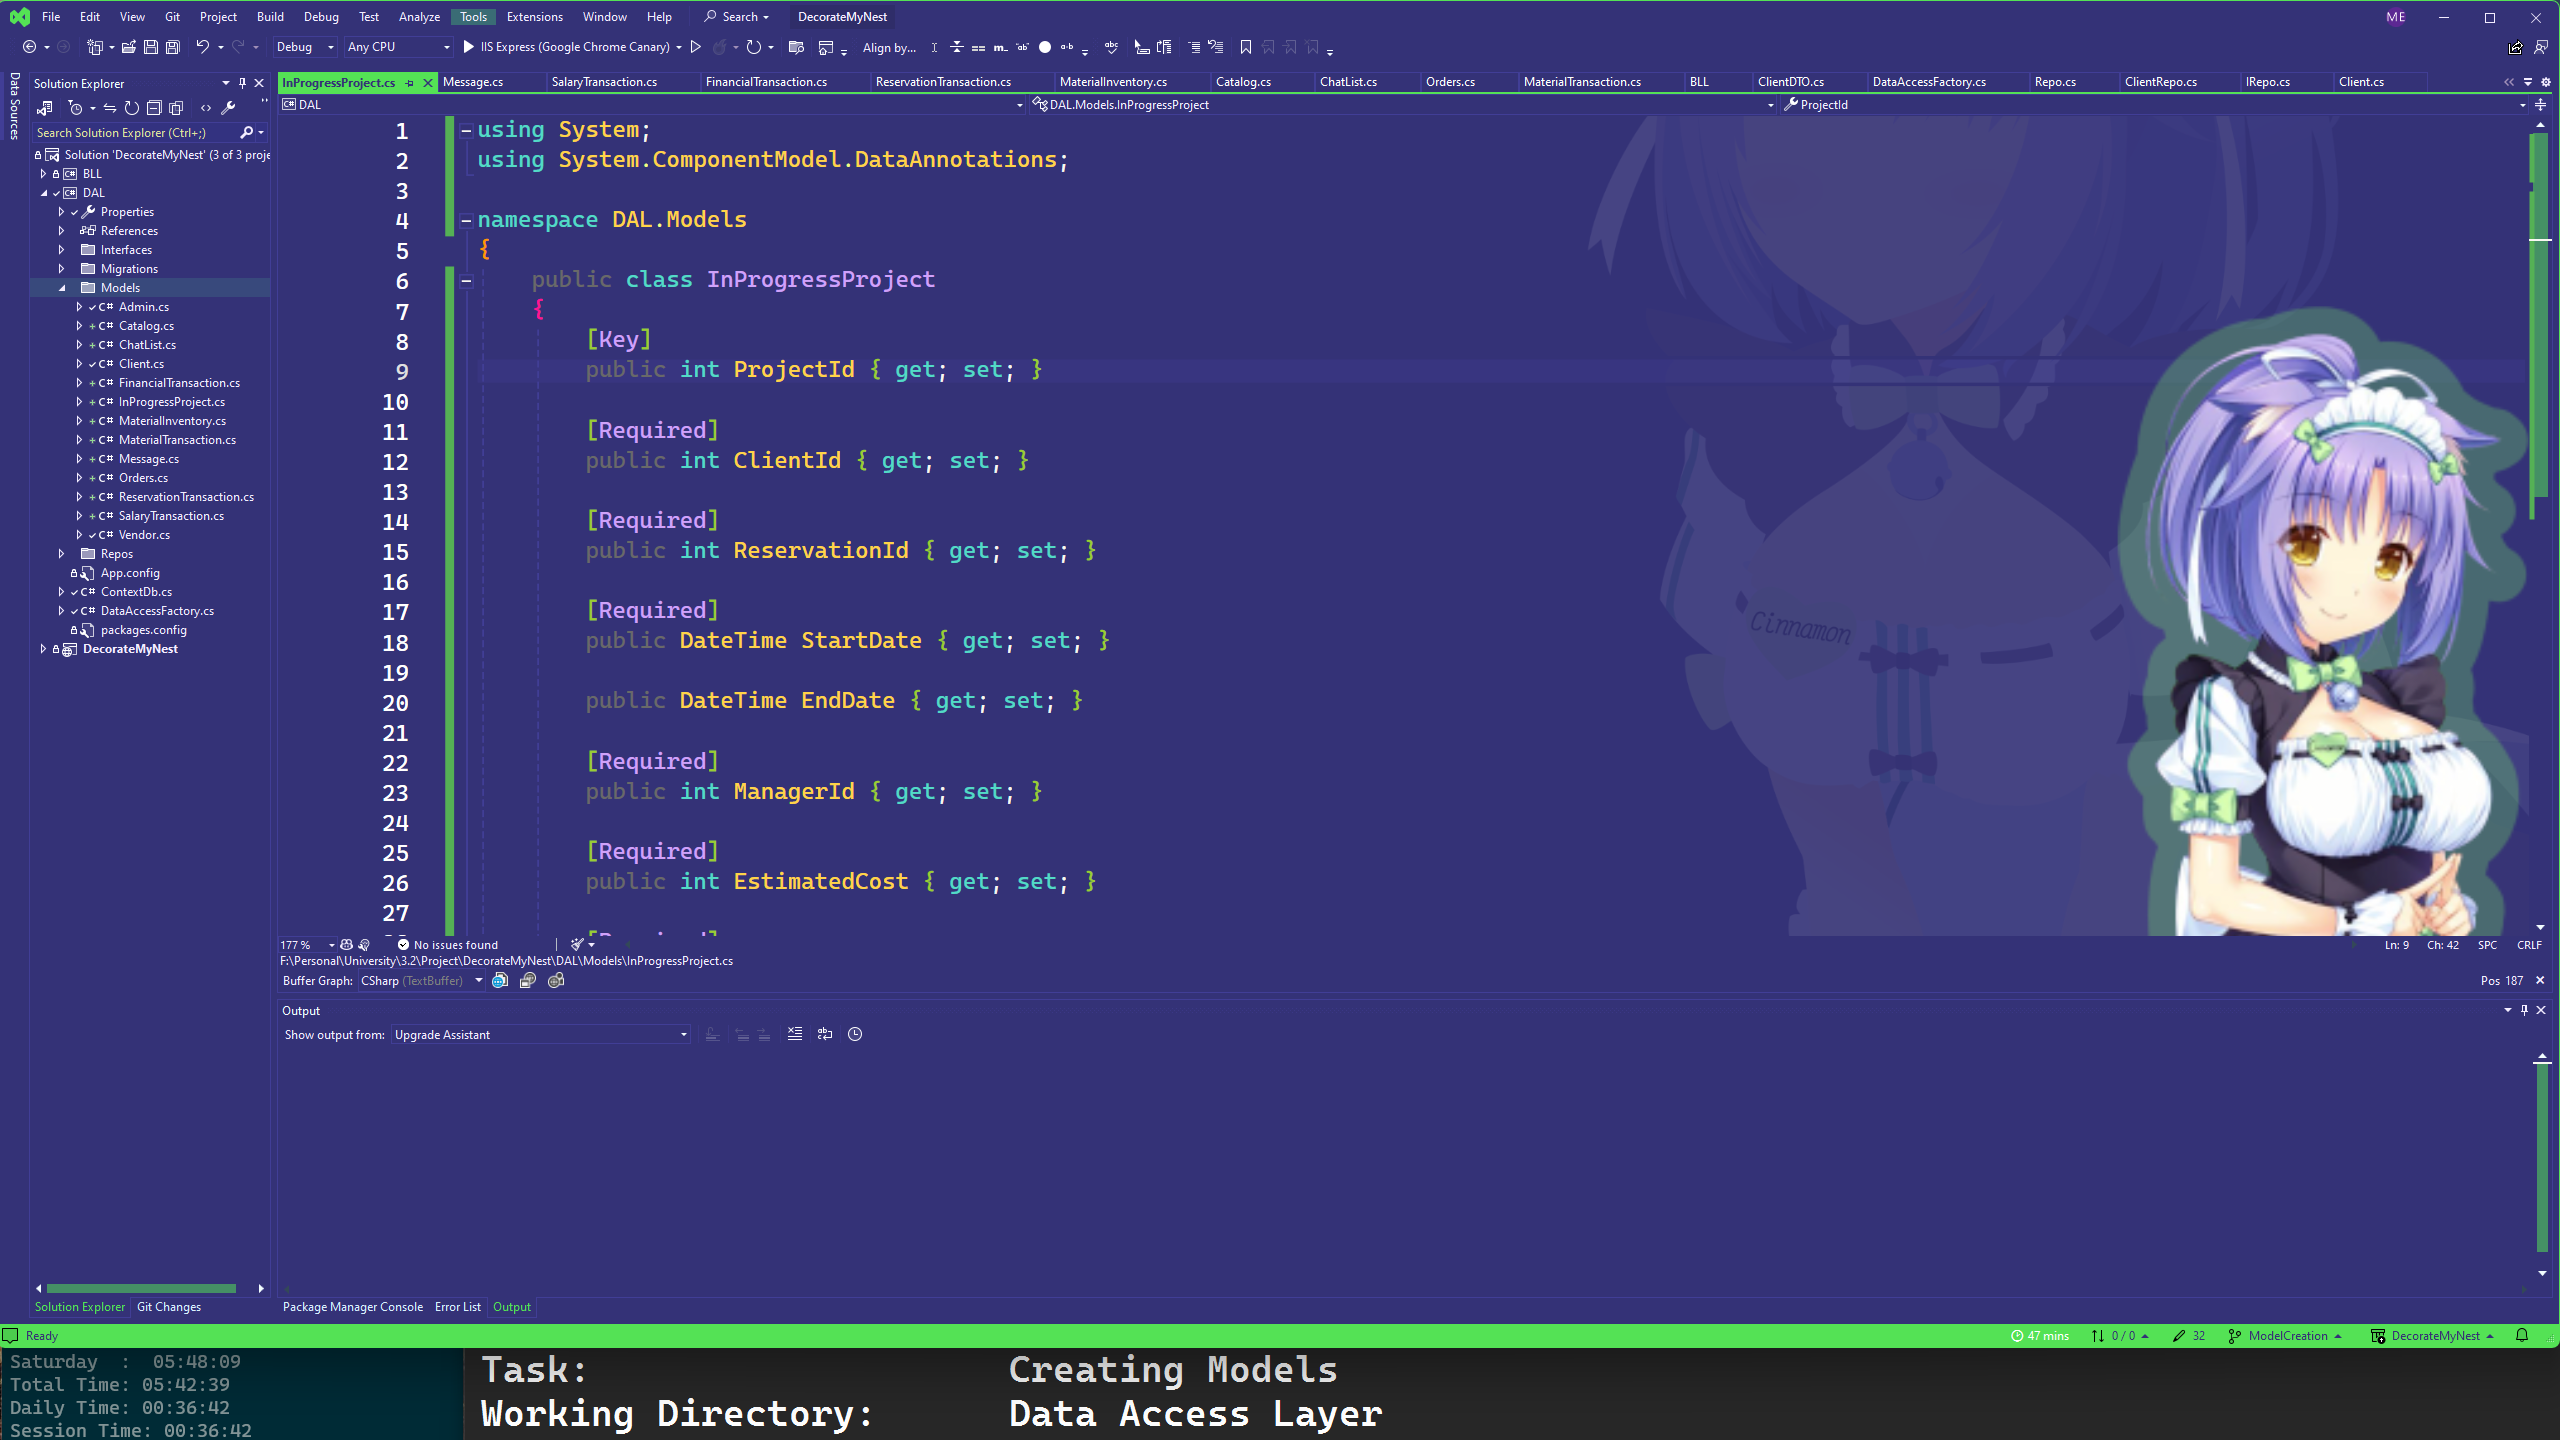 File Edit View Git Project Build Debug Test Analyze Tools Extensions Window Help Search DecorateMyNest ME
Debug Any CPU IIS Express (Google Chrome Canary) Align by...
Data Sources
Solution Explorer
Search Solution Explorer (Ctrl+;)
Solution 'DecorateMyNest' (3 of 3 proje
BLL
DAL
Properties
References
Interfaces
Migrations
Models
C# Admin.cs
C# Catalog.cs
C# ChatList.cs
C# Client.cs
C# FinancialTransaction.cs
C# InProgressProject.cs
C# MaterialInventory.cs
C# MaterialTransaction.cs
C# Message.cs
C# Orders.cs
C# ReservationTransaction.cs
C# SalaryTransaction.cs
C# Vendor.cs
Repos
App.config
C# ContextDb.cs
C# DataAccessFactory.cs
packages.config
DecorateMyNest
InProgressProject.cs Message.cs SalaryTransaction.cs FinancialTransaction.cs ReservationTransaction.cs MaterialInventory.cs Catalog.cs ChatList.cs Orders.cs MaterialTransaction.cs BLL ClientDTO.cs DataAccessFactory.cs Repo.cs ClientRepo.cs IRepo.cs Client.cs
DAL DAL.Models.InProgressProject ProjectId
1 using System;
2 using System.ComponentModel.DataAnnotations;
3
4 namespace DAL.Models
5 {
6 public class InProgressProject
7 {
8 [Key]
9 public int ProjectId { get; set; }
10
11 [Required]
12 public int ClientId { get; set; }
13
14 [Required]
15 public int ReservationId { get; set; }
16
17 [Required]
18 public DateTime StartDate { get; set; }
19
20 public DateTime EndDate { get; set; }
21
22 [Required]
23 public int ManagerId { get; set; }
24
25 [Required]
26 public int EstimatedCost { get; set; }
27
Cinnamon
177 % No issues found Ln: 9 Ch: 42 SPC CRLF
F:\Personal\University\3.2\Project\DecorateMyNest\DAL\Models\InProgressProject.cs
Buffer Graph: CSharp (TextBuffer) Pos 187
Output
Show output from: Upgrade Assistant
Solution Explorer Git Changes
Package Manager Console Error List Output
Ready 47 mins 0 / 0 32 ModelCreation DecorateMyNest
Saturday : 05:48:09
Total Time: 05:42:39
Daily Time: 00:36:42
Session Time: 00:36:42
Task: Creating Models
Working Directory: Data Access Layer